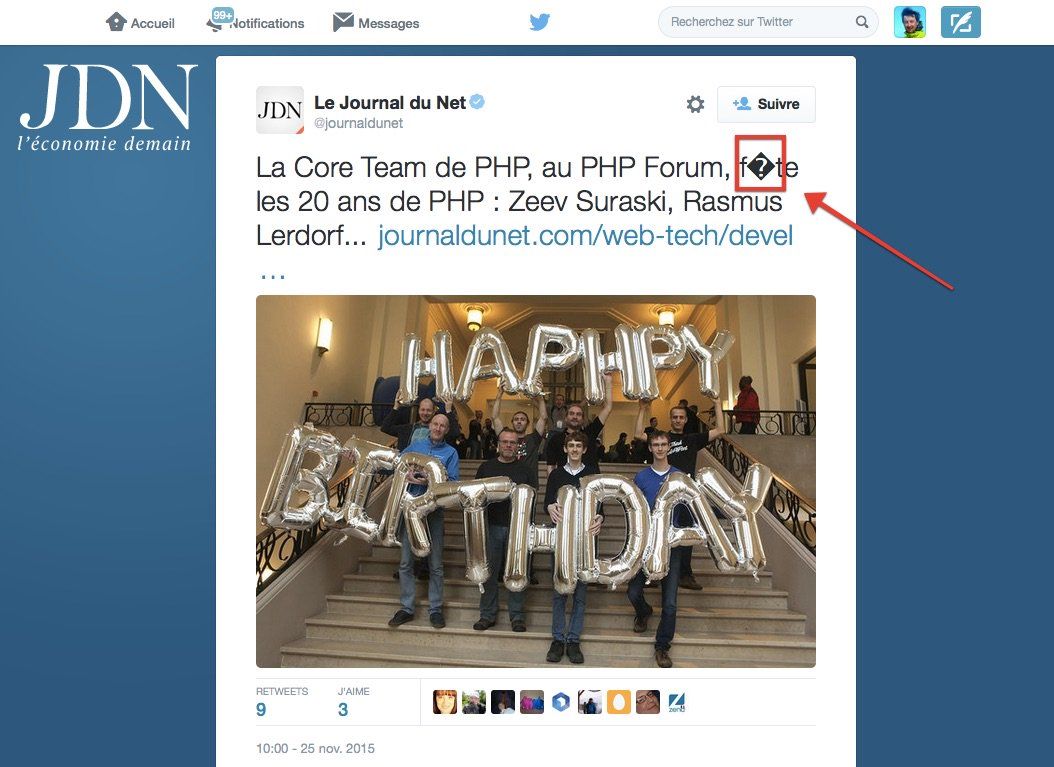 Accueil
99+
Notifications
Messages
Recherchez sur Twitter
JDN
l'économie demain
JDN
Le Journal du Net
@journaldunet
Suivre
La Core Team de PHP, au PHP Forum, f�te
les 20 ans de PHP : Zeev Suraski, Rasmus
Lerdorf... journaldunet.com/web-tech/devel
…
HAPHPY
BIRTHDAY
RETWEETS
9
J'AIME
3
zend
10:00 - 25 nov. 2015